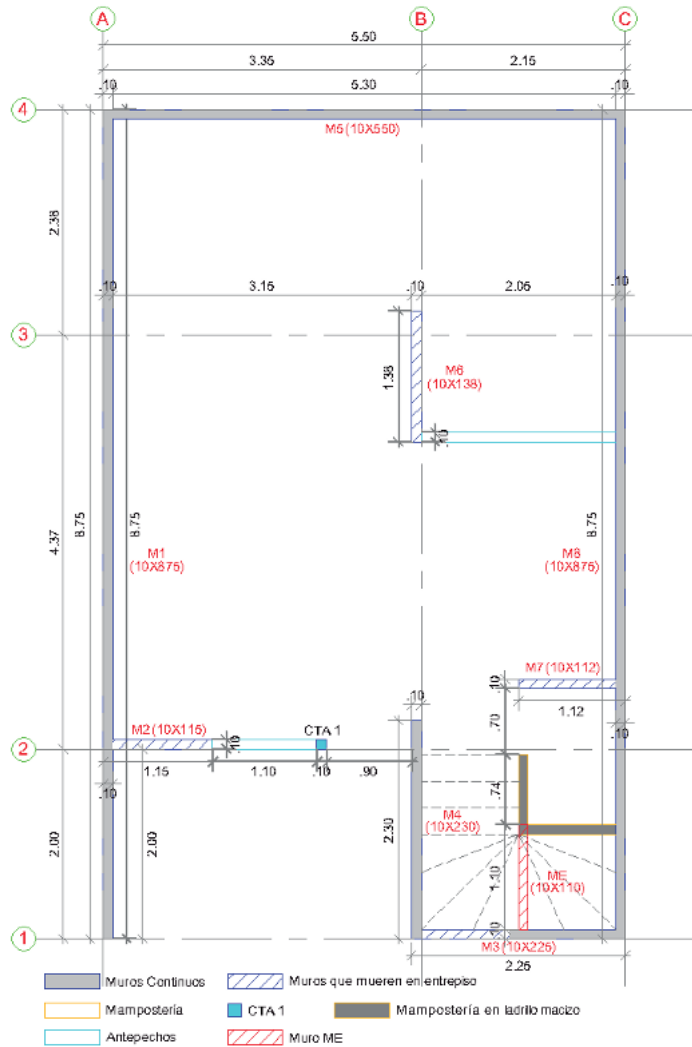 A
B
C
5.50
3.35
2.15
.10
5.30
.10
4
M5 (10X550)
2.38
.10
3.15
.10
2.05
.10
3
1.38
M6
(10X138)
.10
4.37
8.75
8.75
M1
(10X875)
8.75
M8
(10X875)
M7 (10X112)
.10
1.12
.10
.70
.10
M2 (10X115)
.10
CTA 1
2
1.15
1.10
.10
.90
.10
.74
2.00
2.00
2.30
M4
(10X230)
1.10
ME
(10X110)
.10
1
M3 (10X225)
2.25
Muros Continuos
Muros que mueren en entrepiso
Mampostería
CTA 1
Mampostería en ladrillo macizo
Antepechos
Muro ME